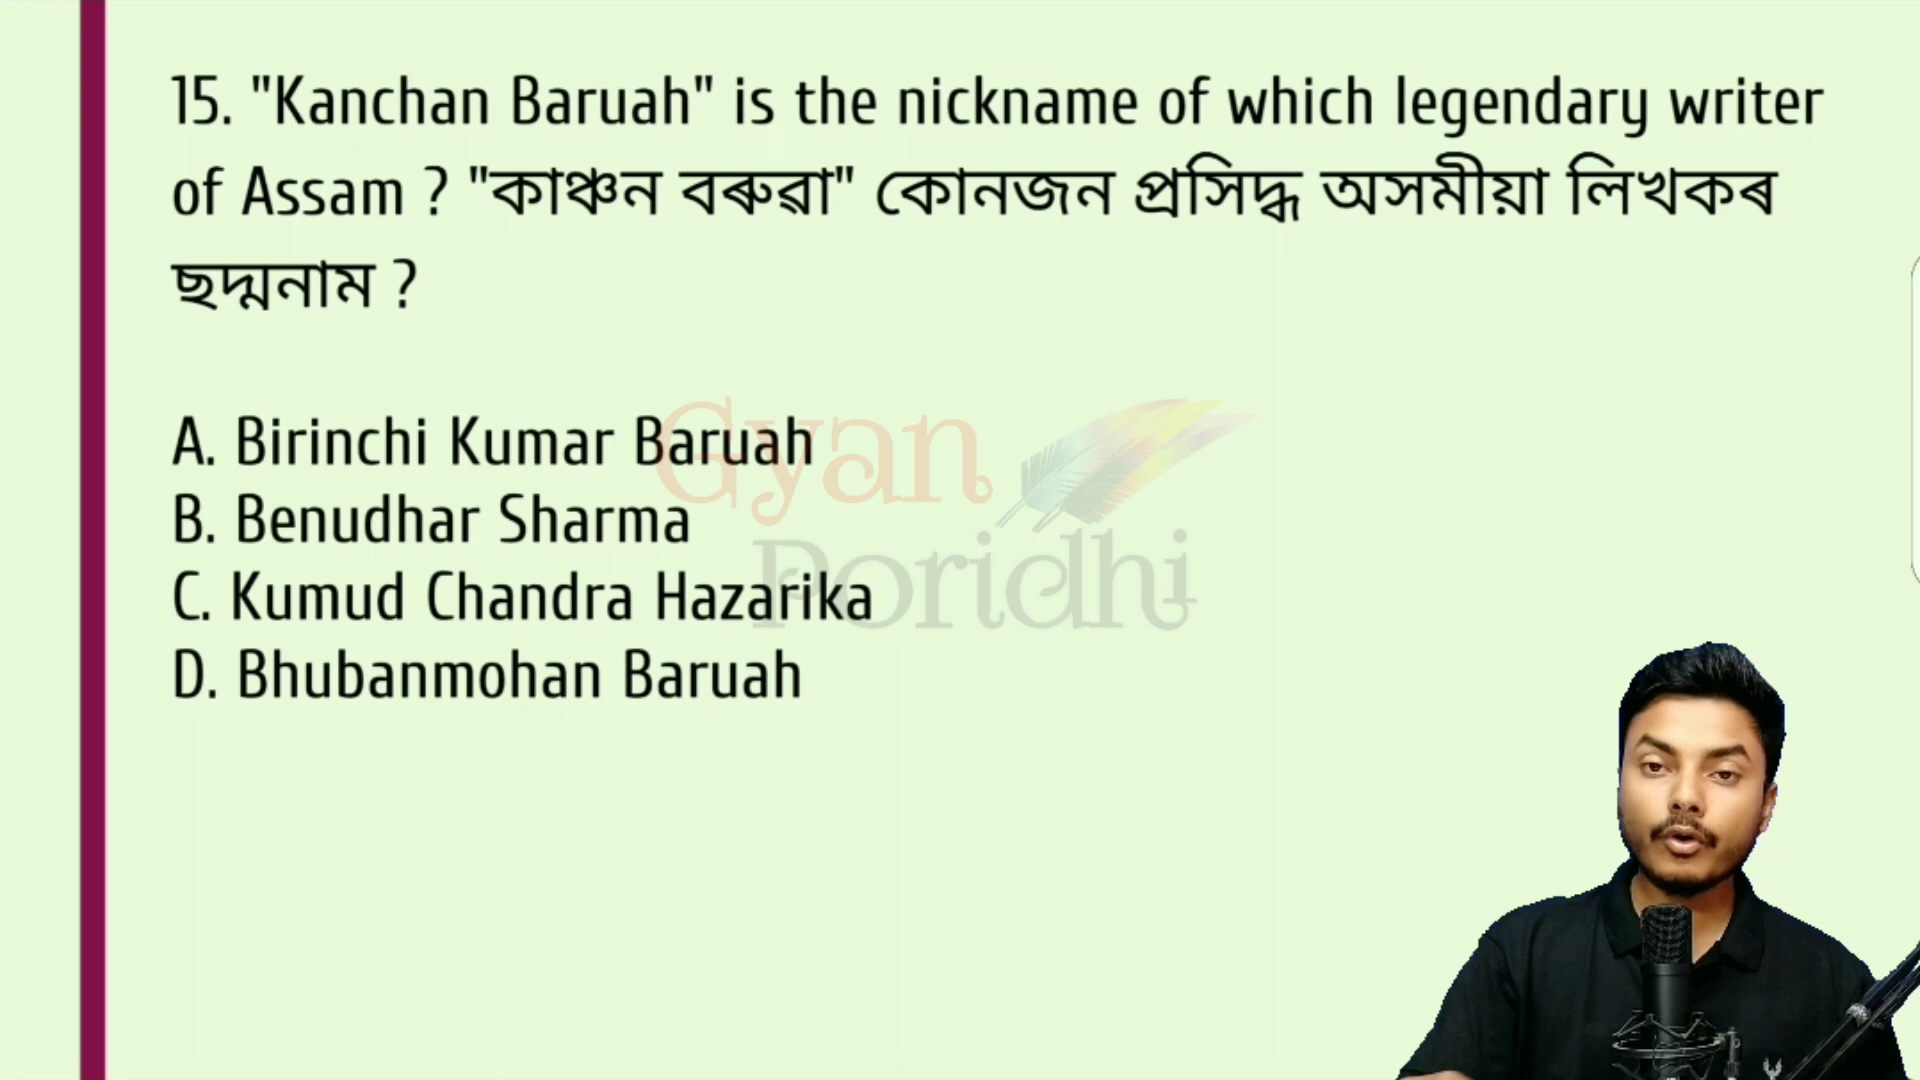 15. "Kanchan Baruah" is the nickname of which legendary writer
of Assam ? "কাঞ্চন বৰুৱা" কোনজন প্ৰসিদ্ধ অসমীয়া লিখকৰ
ছদ্মনাম ?
A. Birinchi Kumar Baruah
B. Benudhar Sharma
C. Kumud Chandra Hazarika
D. Bhubanmohan Baruah
Gyan
Poridhi